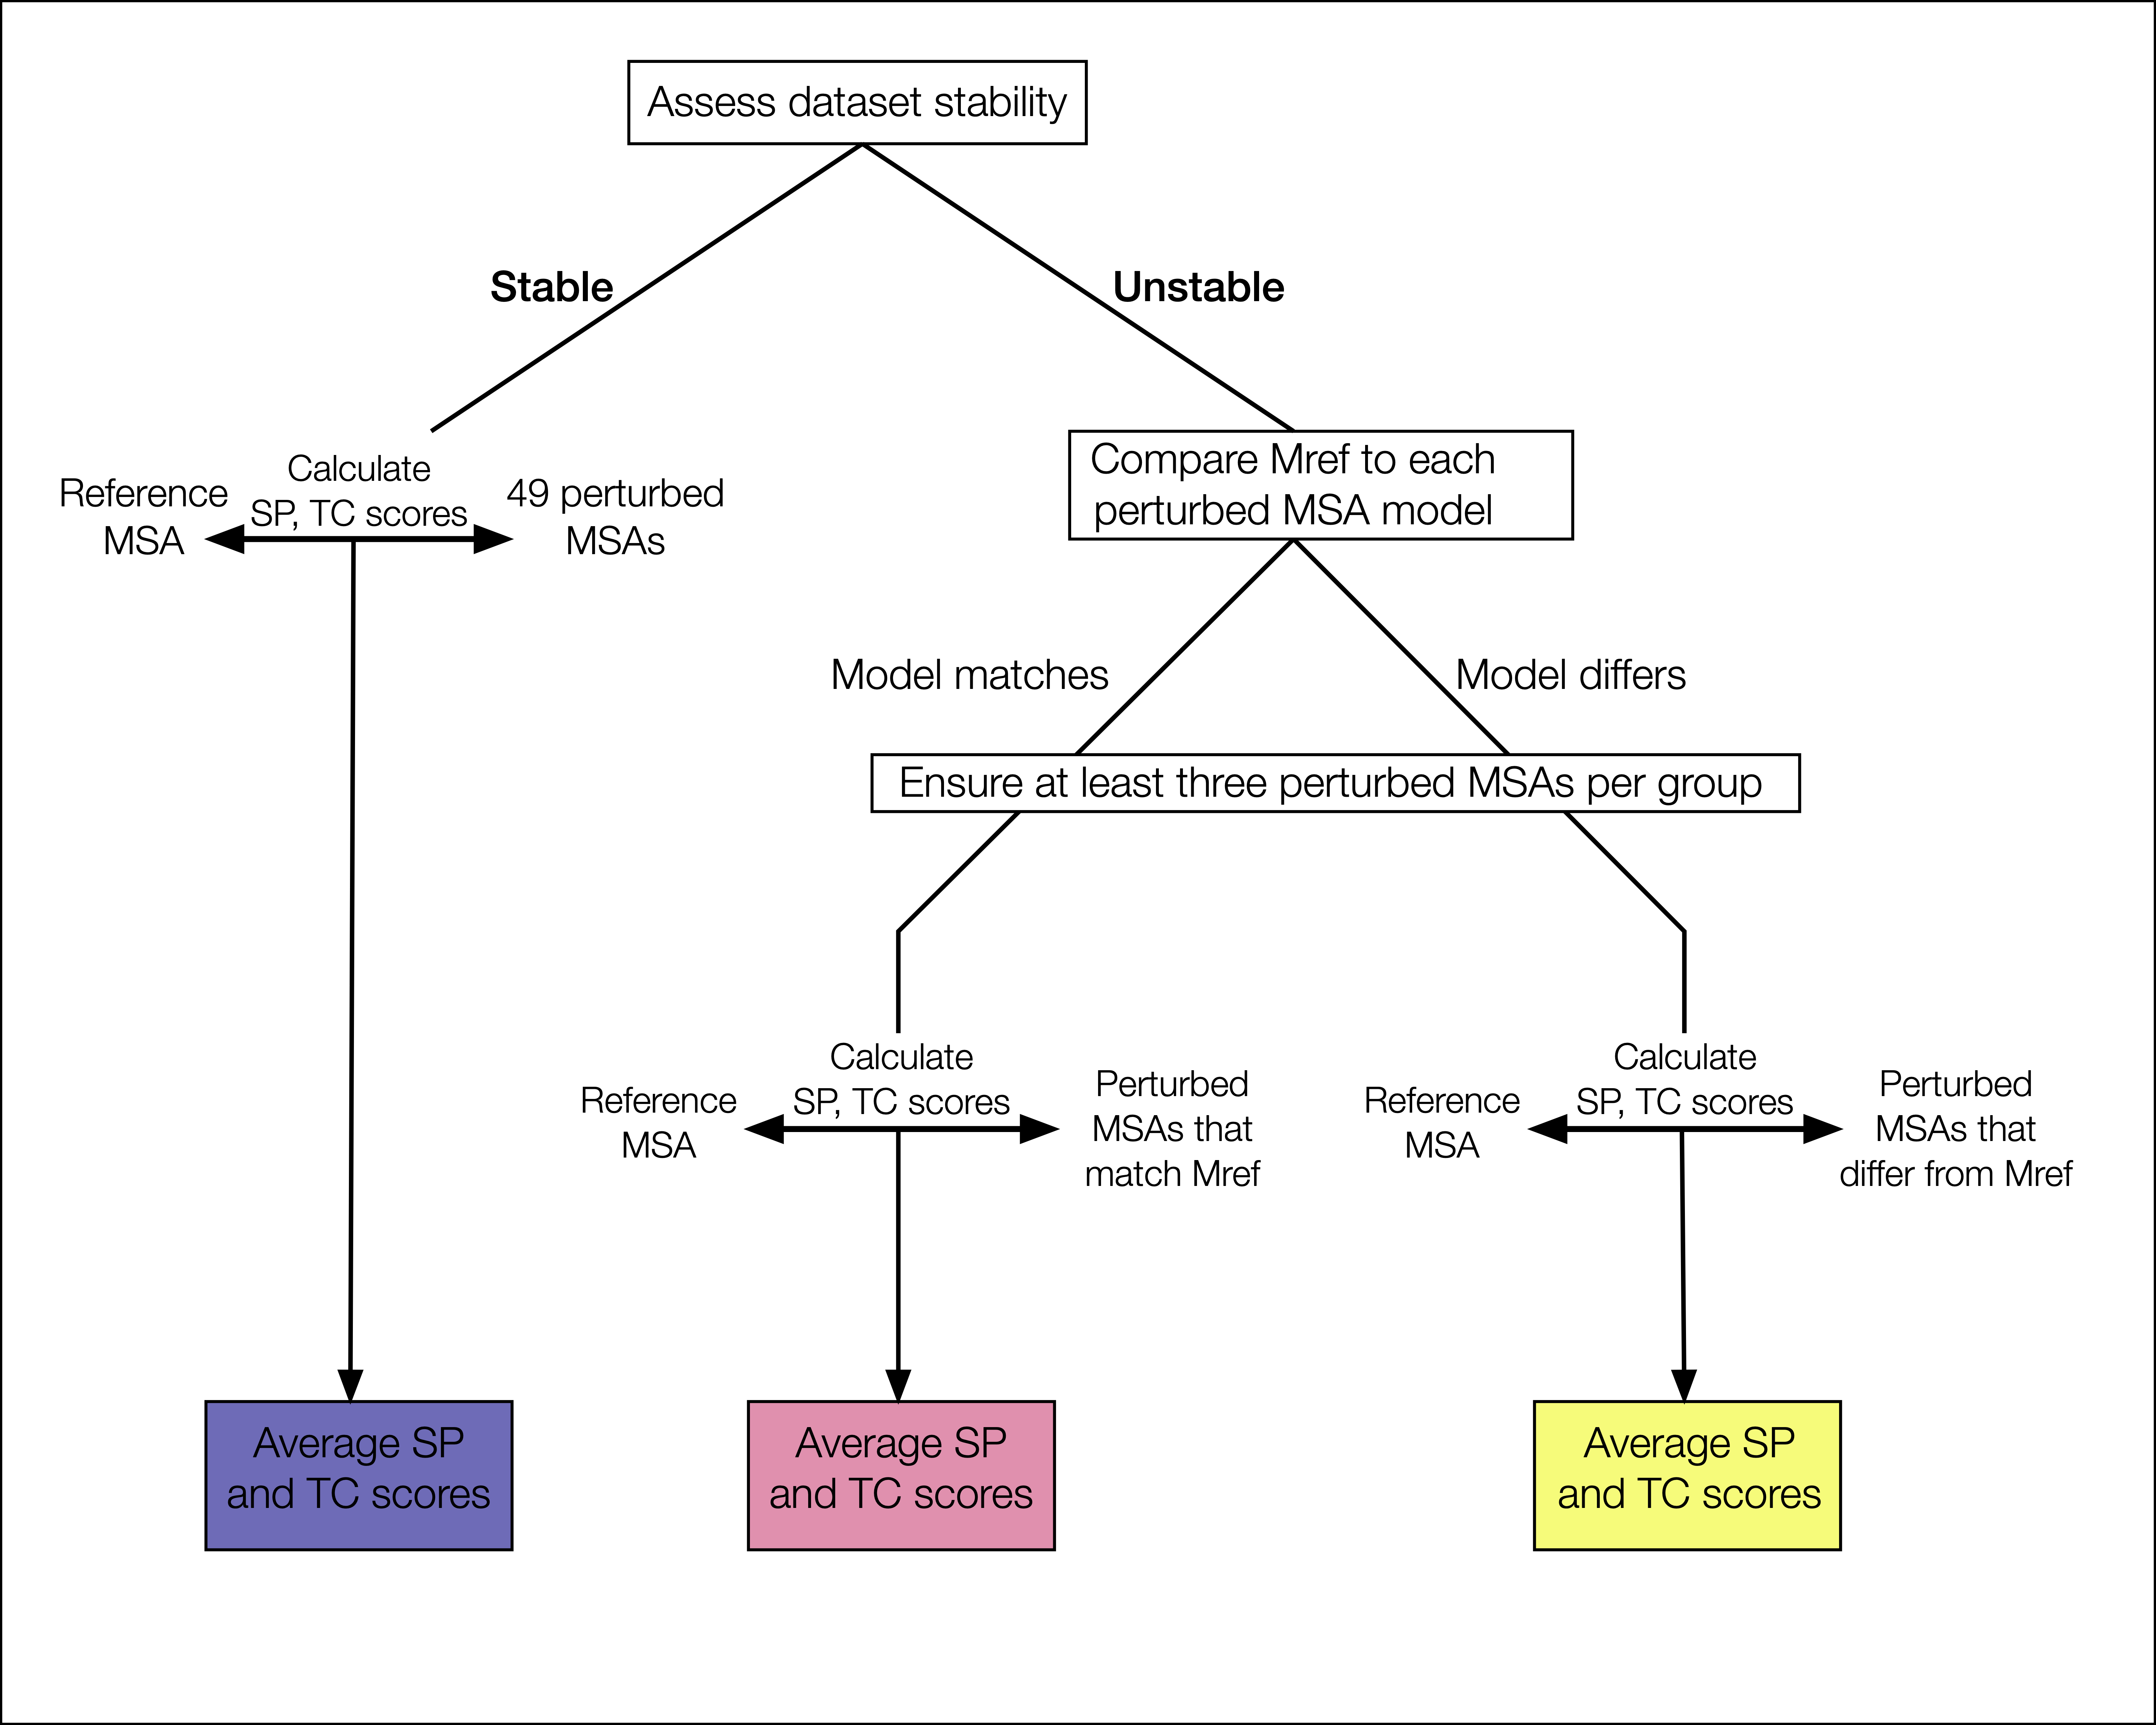 Assess dataset stability
Stable
Unstable
Reference
MSA
Calculate
SP, TC scores
49 perturbed
MSAs
Compare Mref to each
perturbed MSA model
Model matches
Model differs
Ensure at least three perturbed MSAs per group
Reference
MSA
Calculate
SP, TC scores
Perturbed
MSAs that
match Mref
Reference
MSA
Calculate
SP, TC scores
Perturbed
MSAs that
differ from Mref
Average SP
and TC scores
Average SP
and TC scores
Average SP
and TC scores